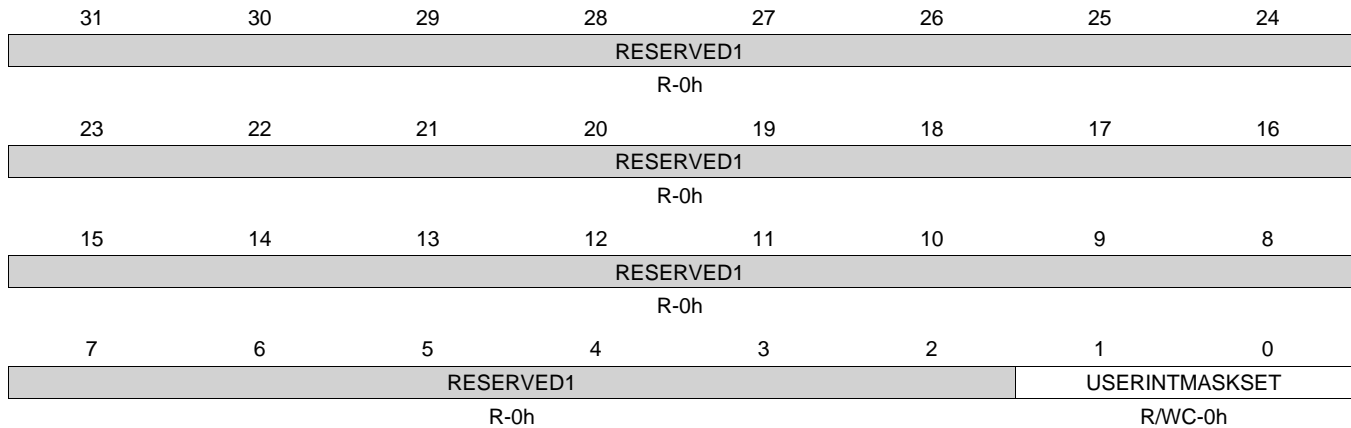 31 30 29 28 27 26 25 24
RESERVED1
R-0h
23 22 21 20 19 18 17 16
RESERVED1
R-0h
15 14 13 12 11 10 9 8
RESERVED1
R-0h
7 6 5 4 3 2 1 0
RESERVED1 USERINTMASKSET
R-0h R/WC-0h